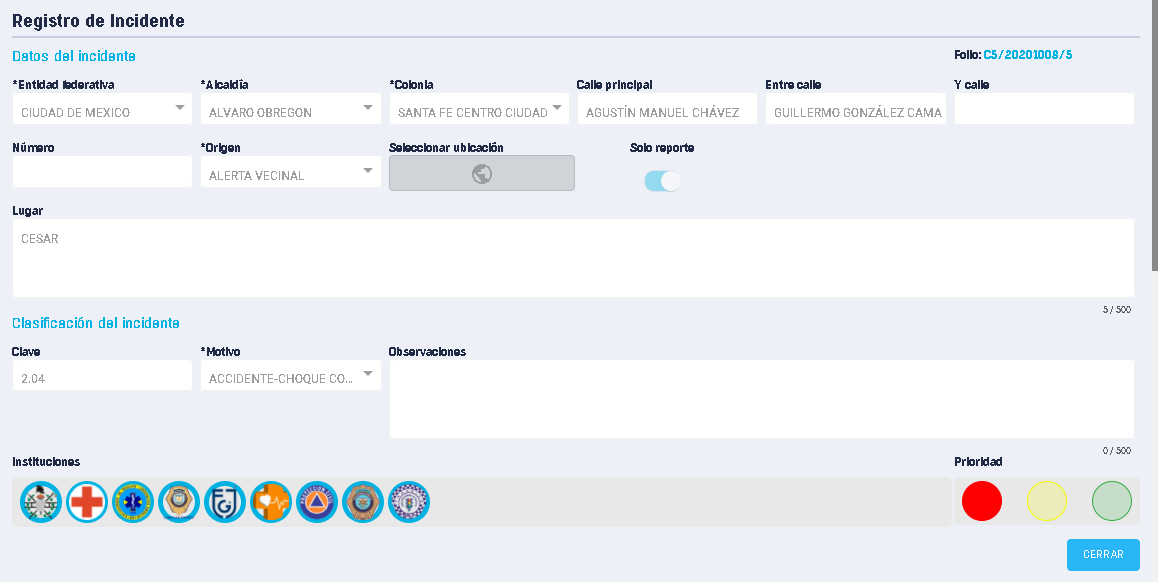 Registro de Incidente
Datos del incidente
Folio: C5/20201008/5
*Entidad federativa
*Alcaldía
*Colonia
Calle principal
Entre calle
Y calle
CIUDAD DE MEXICO
ALVARO OBREGON
SANTA FE CENTRO CIUDAD
AGUSTÍN MANUEL CHÁVEZ
GUILLERMO GONZÁLEZ CAMA
Número
*Origen
Seleccionar ubicación
Solo reporte
ALERTA VECINAL
Lugar
CESAR
5 / 500
Clasificación del incidente
Clave
*Motivo
Observaciones
2.04
ACCIDENTE-CHOQUE CO...
0 / 500
Instituciones
Prioridad
CERRAR